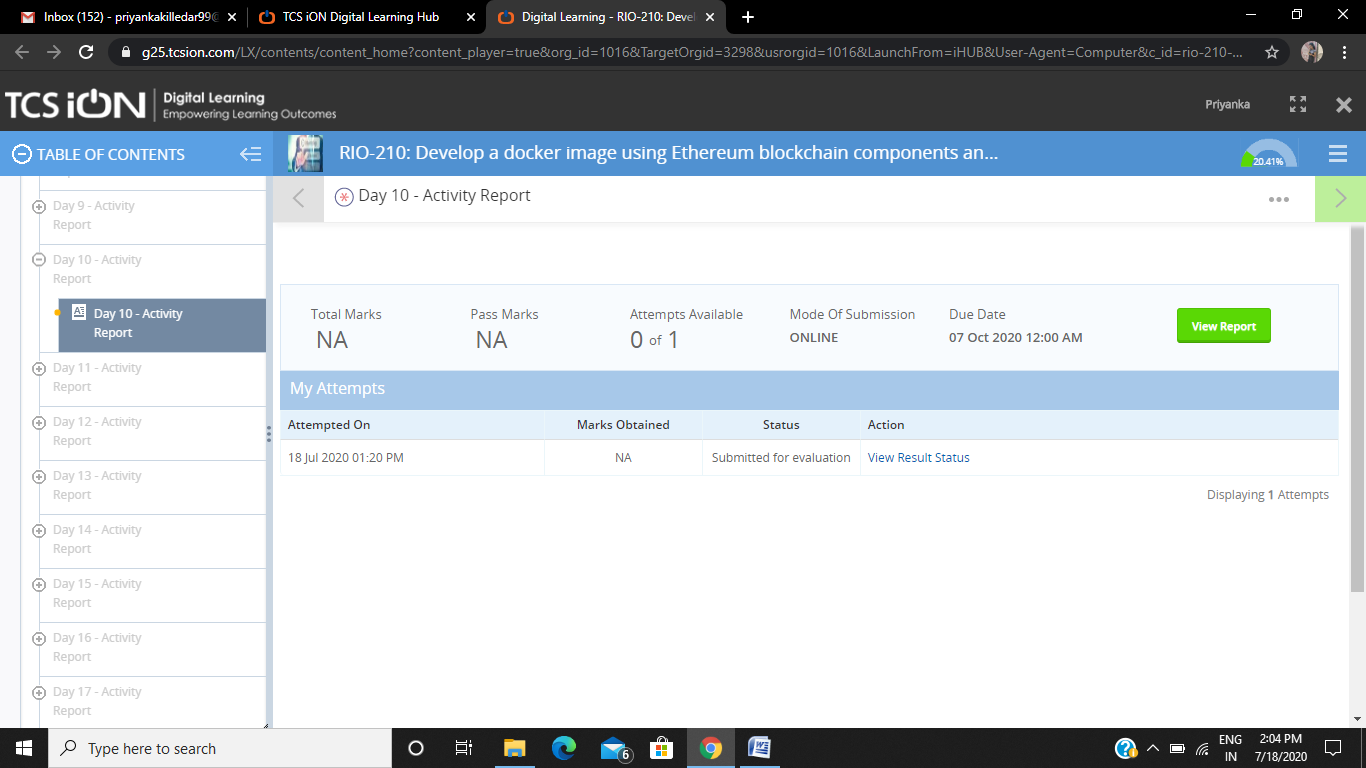 Inbox (152) - priyankakilledar99@
TCS iON Digital Learning Hub
Digital Learning - RIO-210: Devel
g25.tcsion.com/LX/contents/content_home?content_player=true&org_id=1016&TargetOrgid=3298&usrorgid=1016&LaunchFrom=iHUB&User-Agent=Computer&c_id=rio-210-...
TCS iON
Digital Learning
Empowering Learning Outcomes
Priyanka
TABLE OF CONTENTS
RIO-210: Develop a docker image using Ethereum blockchain components an...
20.41%
Day 9 - Activity
Report
Day 10 - Activity
Report
Day 10 - Activity
Report
Day 11 - Activity
Report
Day 12 - Activity
Report
Day 13 - Activity
Report
Day 14 - Activity
Report
Day 15 - Activity
Report
Day 16 - Activity
Report
Day 17 - Activity
Report
Day 10 - Activity Report
Total Marks
NA
Pass Marks
NA
Attempts Available
0 of 1
Mode Of Submission
ONLINE
Due Date
07 Oct 2020 12:00 AM
View Report
My Attempts
Attempted On Marks Obtained Status Action
18 Jul 2020 01:20 PM NA Submitted for evaluation View Result Status
Displaying 1 Attempts
Type here to search
6
ENG
IN
2:04 PM
7/18/2020